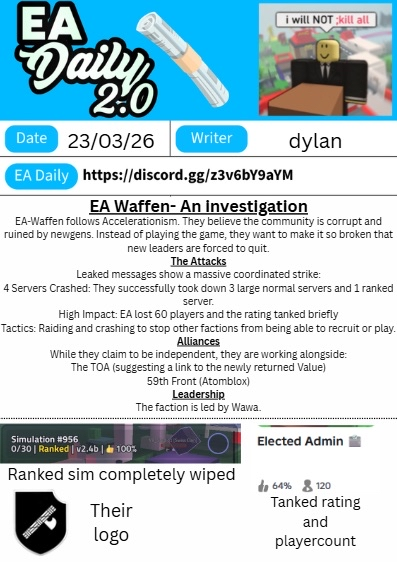 EA
Daily
2.0
i will NOT ;kill all
Date
23/03/26
Writer
dylan
EA Daily
https://discord.gg/z3v6bY9aYM
EA Waffen- An investigation
EA-Waffen follows Accelerationism. They believe the community is corrupt and
ruined by newgens. Instead of playing the game, they want to make it so broken that
new leaders are forced to quit.
The Attacks
Leaked messages show a massive coordinated strike:
4 Servers Crashed: They successfully took down 3 large normal servers and 1 ranked
server.
High Impact: EA lost 60 players and the rating tanked briefly
Tactics: Raiding and crashing to stop other factions from being able to recruit or play.
Alliances
While they claim to be independent, they are working alongside:
The TOA (suggesting a link to the newly returned Value)
59th Front (Atomblox)
Leadership
The faction is led by Wawa.
Simulation #956
0/30 | Ranked | v2.4b | 👍 100%
Ranked sim completely wiped
Elected Admin
64% 120
Their
logo
Tanked rating
and
playercount